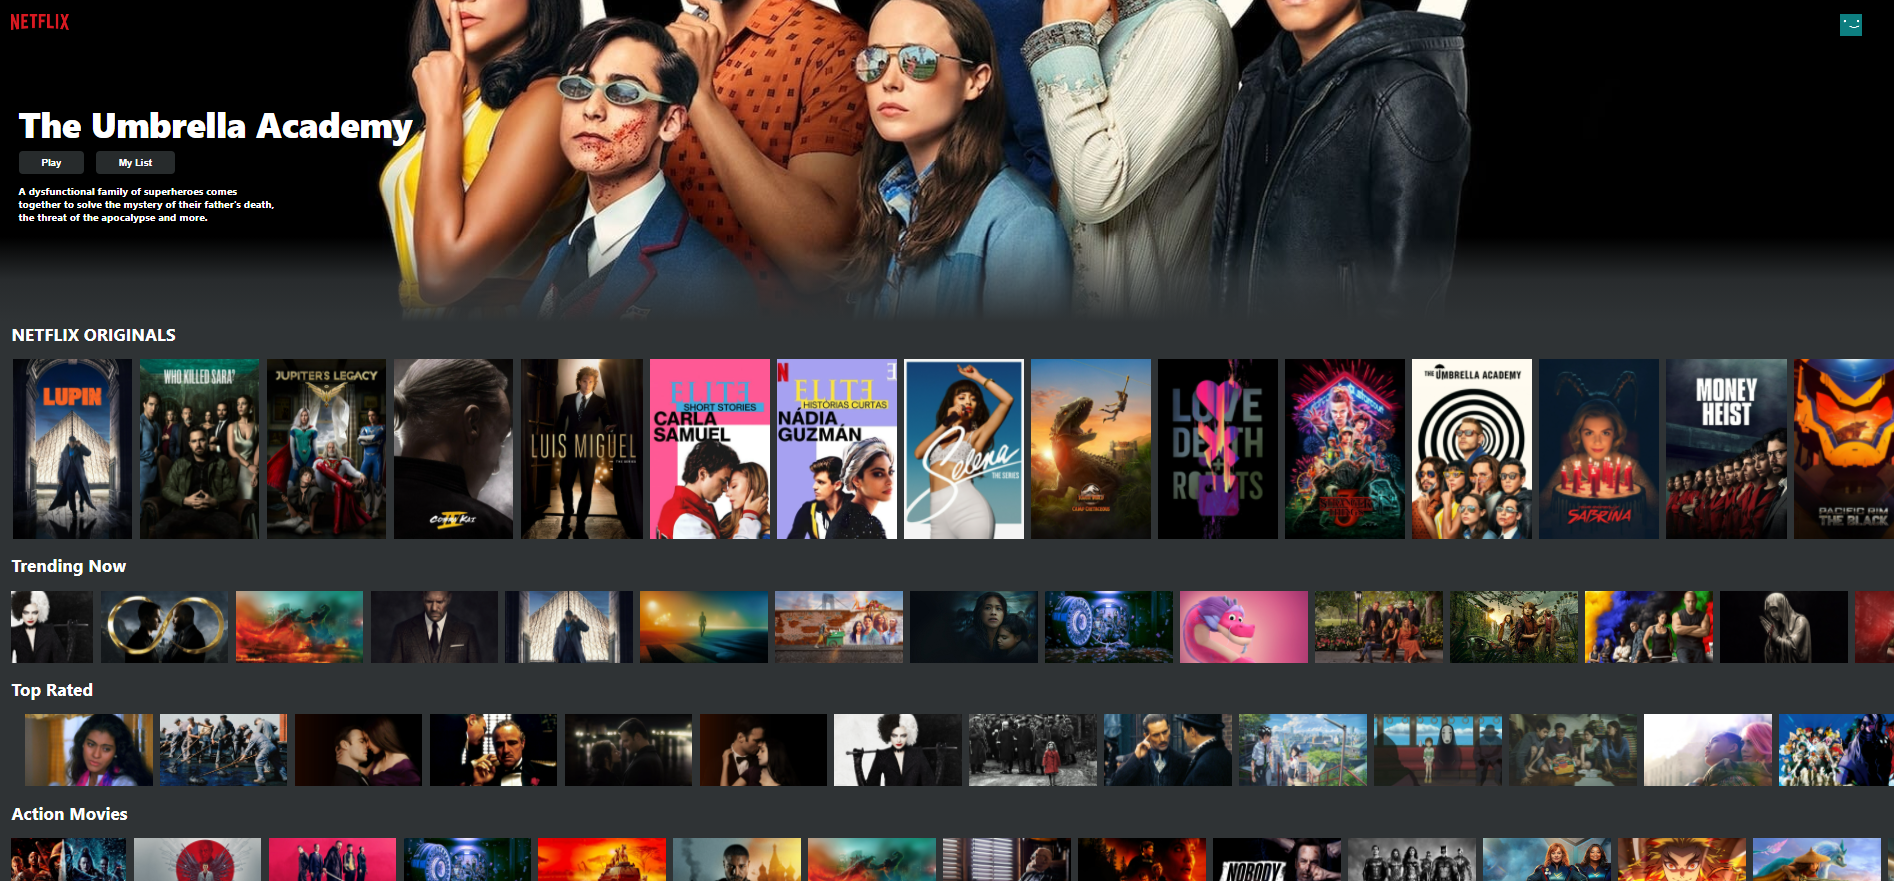 NETFLIX
The Umbrella Academy
Play
My List
A dysfunctional family of superheroes comes
together to solve the mystery of their father's death,
the threat of the apocalypse and more.
NETFLIX ORIGINALS
LUPIN
WHO KILLED SARA?
JUPITER'S LEGACY
COBRA KAI
LUIS MIGUEL
ELITE
SHORT STORIES
CARLA
SAMUEL
N
ELITE
HISTÓRIAS CURTAS
NÁDIA
GUZMÁN
Selena
THE SERIES
CAMP CRETACEOUS
LOVE
DEATH
ROBOTS
STRANGER
THINGS
3
THE UMBRELLA ACADEMY
SABRINA
MONEY
HEIST
PACIFIC RIM
THE BLACK
Trending Now
Top Rated
Action Movies
NOBODY